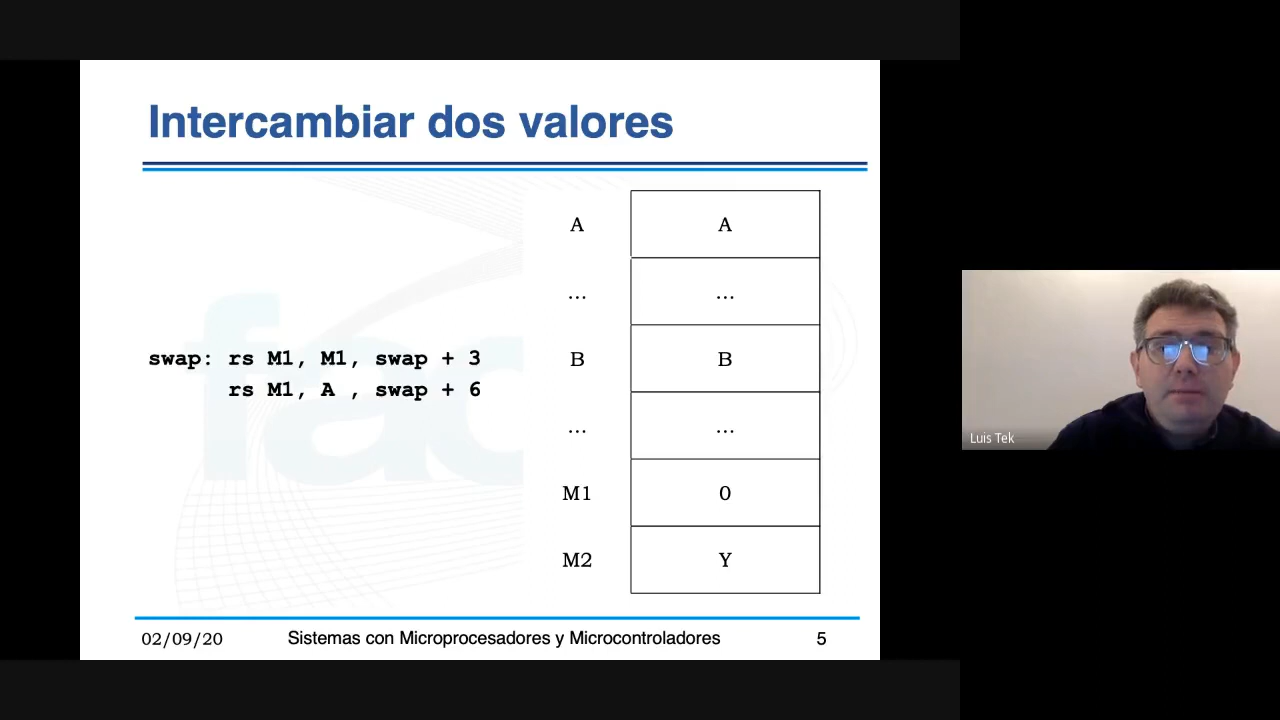 Intercambiar dos valores
swap: rs M1, M1, swap + 3
rs M1, A , swap + 6
A A
... ...
B B
... ...
M1 0
M2 Y
02/09/20 Sistemas con Microprocesadores y Microcontroladores 5
Luis Tek
fac